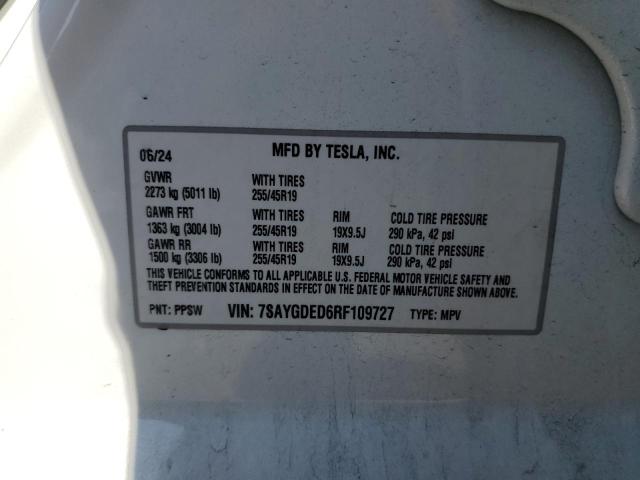 06/24 MFD BY TESLA, INC.
GVWR WITH TIRES
2273 kg (5011 lb) 255/45R19
GAWR FRT WITH TIRES RIM COLD TIRE PRESSURE
1363 kg (3004 lb) 255/45R19 19X9.5J 290 kPa, 42 psi
GAWR RR WITH TIRES RIM COLD TIRE PRESSURE
1500 kg (3306 lb) 255/45R19 19X9.5J 290 kPa, 42 psi
THIS VEHICLE CONFORMS TO ALL APPLICABLE U.S. FEDERAL MOTOR VEHICLE SAFETY AND
THEFT PREVENTION STANDARDS IN EFFECT ON THE DATE OF MANUFACTURE SHOWN ABOVE.
PNT: PPSW VIN: 7SAYGDED6RF109727 TYPE: MPV